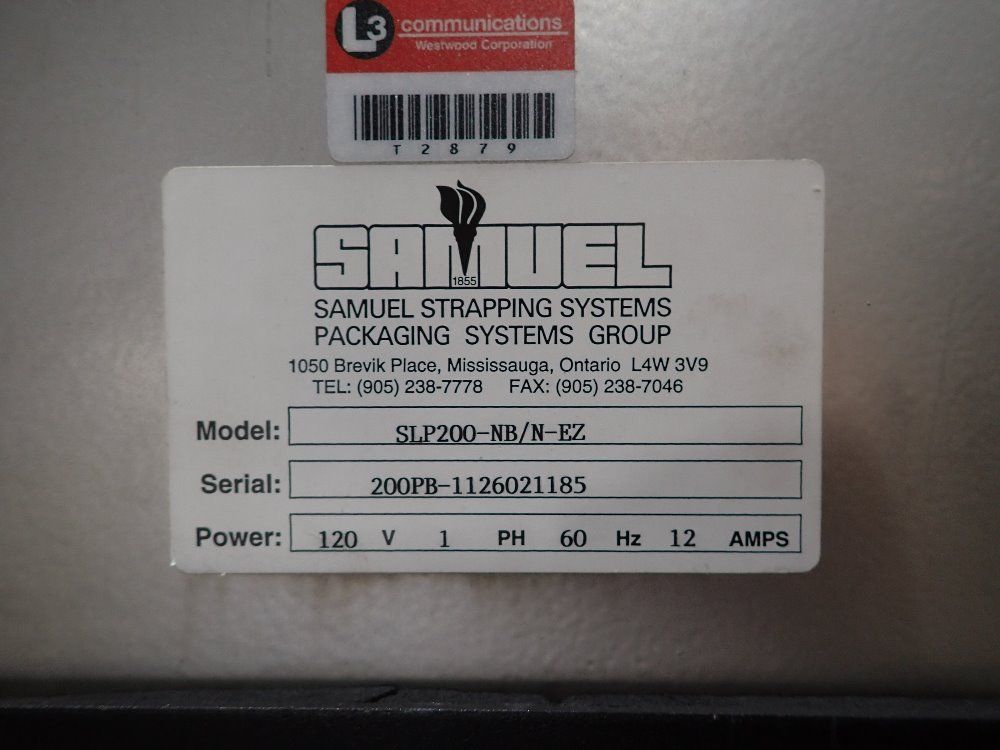 L3 communications
Westwood Corporation
T2879
SAMUEL
1855
SAMUEL STRAPPING SYSTEMS
PACKAGING SYSTEMS GROUP
1050 Brevik Place, Mississauga, Ontario L4W 3V9
TEL: (905) 238-7778 FAX: (905) 238-7046
Model: SLP200-NB/N-EZ
Serial: 200PB-1126021185
Power: 120 V 1 PH 60 Hz 12 AMPS